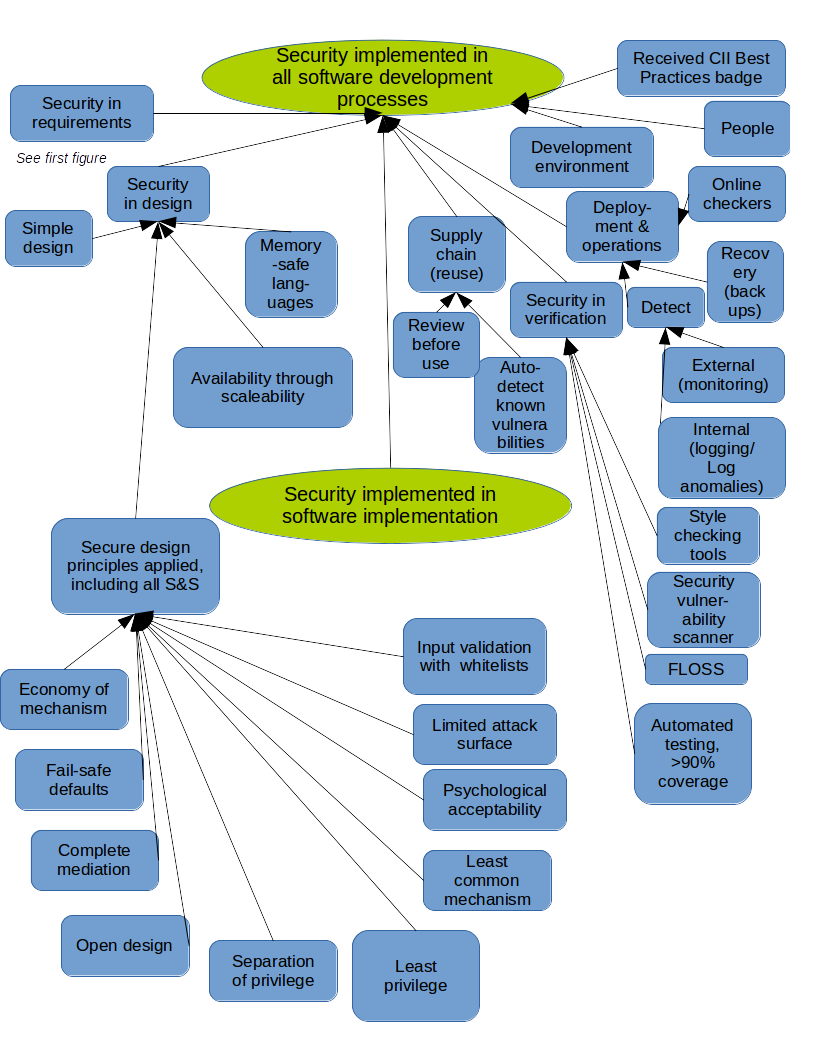 Security implemented in
all software development
processes
Received CII Best
Practices badge
Security in
requirements
See first figure
People
Development
environment
Security
in design
Online
checkers
Simple
design
Deploy-
ment &
operations
Memory
-safe
lang-
uages
Supply
chain
(reuse)
Recov
ery
(back
ups)
Security in
verification
Detect
Review
before
use
Availability through
scaleability
Auto-
detect
known
vulnera
bilities
External
(monitoring)
Internal
(logging/
Log
anomalies)
Security implemented in
software implementation
Style
checking
tools
Secure design
principles applied,
including all S&S
Security
vulner-
ability
scanner
Input validation
with  whitelists
FLOSS
Economy of
mechanism
Limited attack
surface
Automated
testing,
>90%
coverage
Fail-safe
defaults
Psychological
acceptability
Complete
mediation
Least
common
mechanism
Open design
Separation
of privilege
Least
privilege